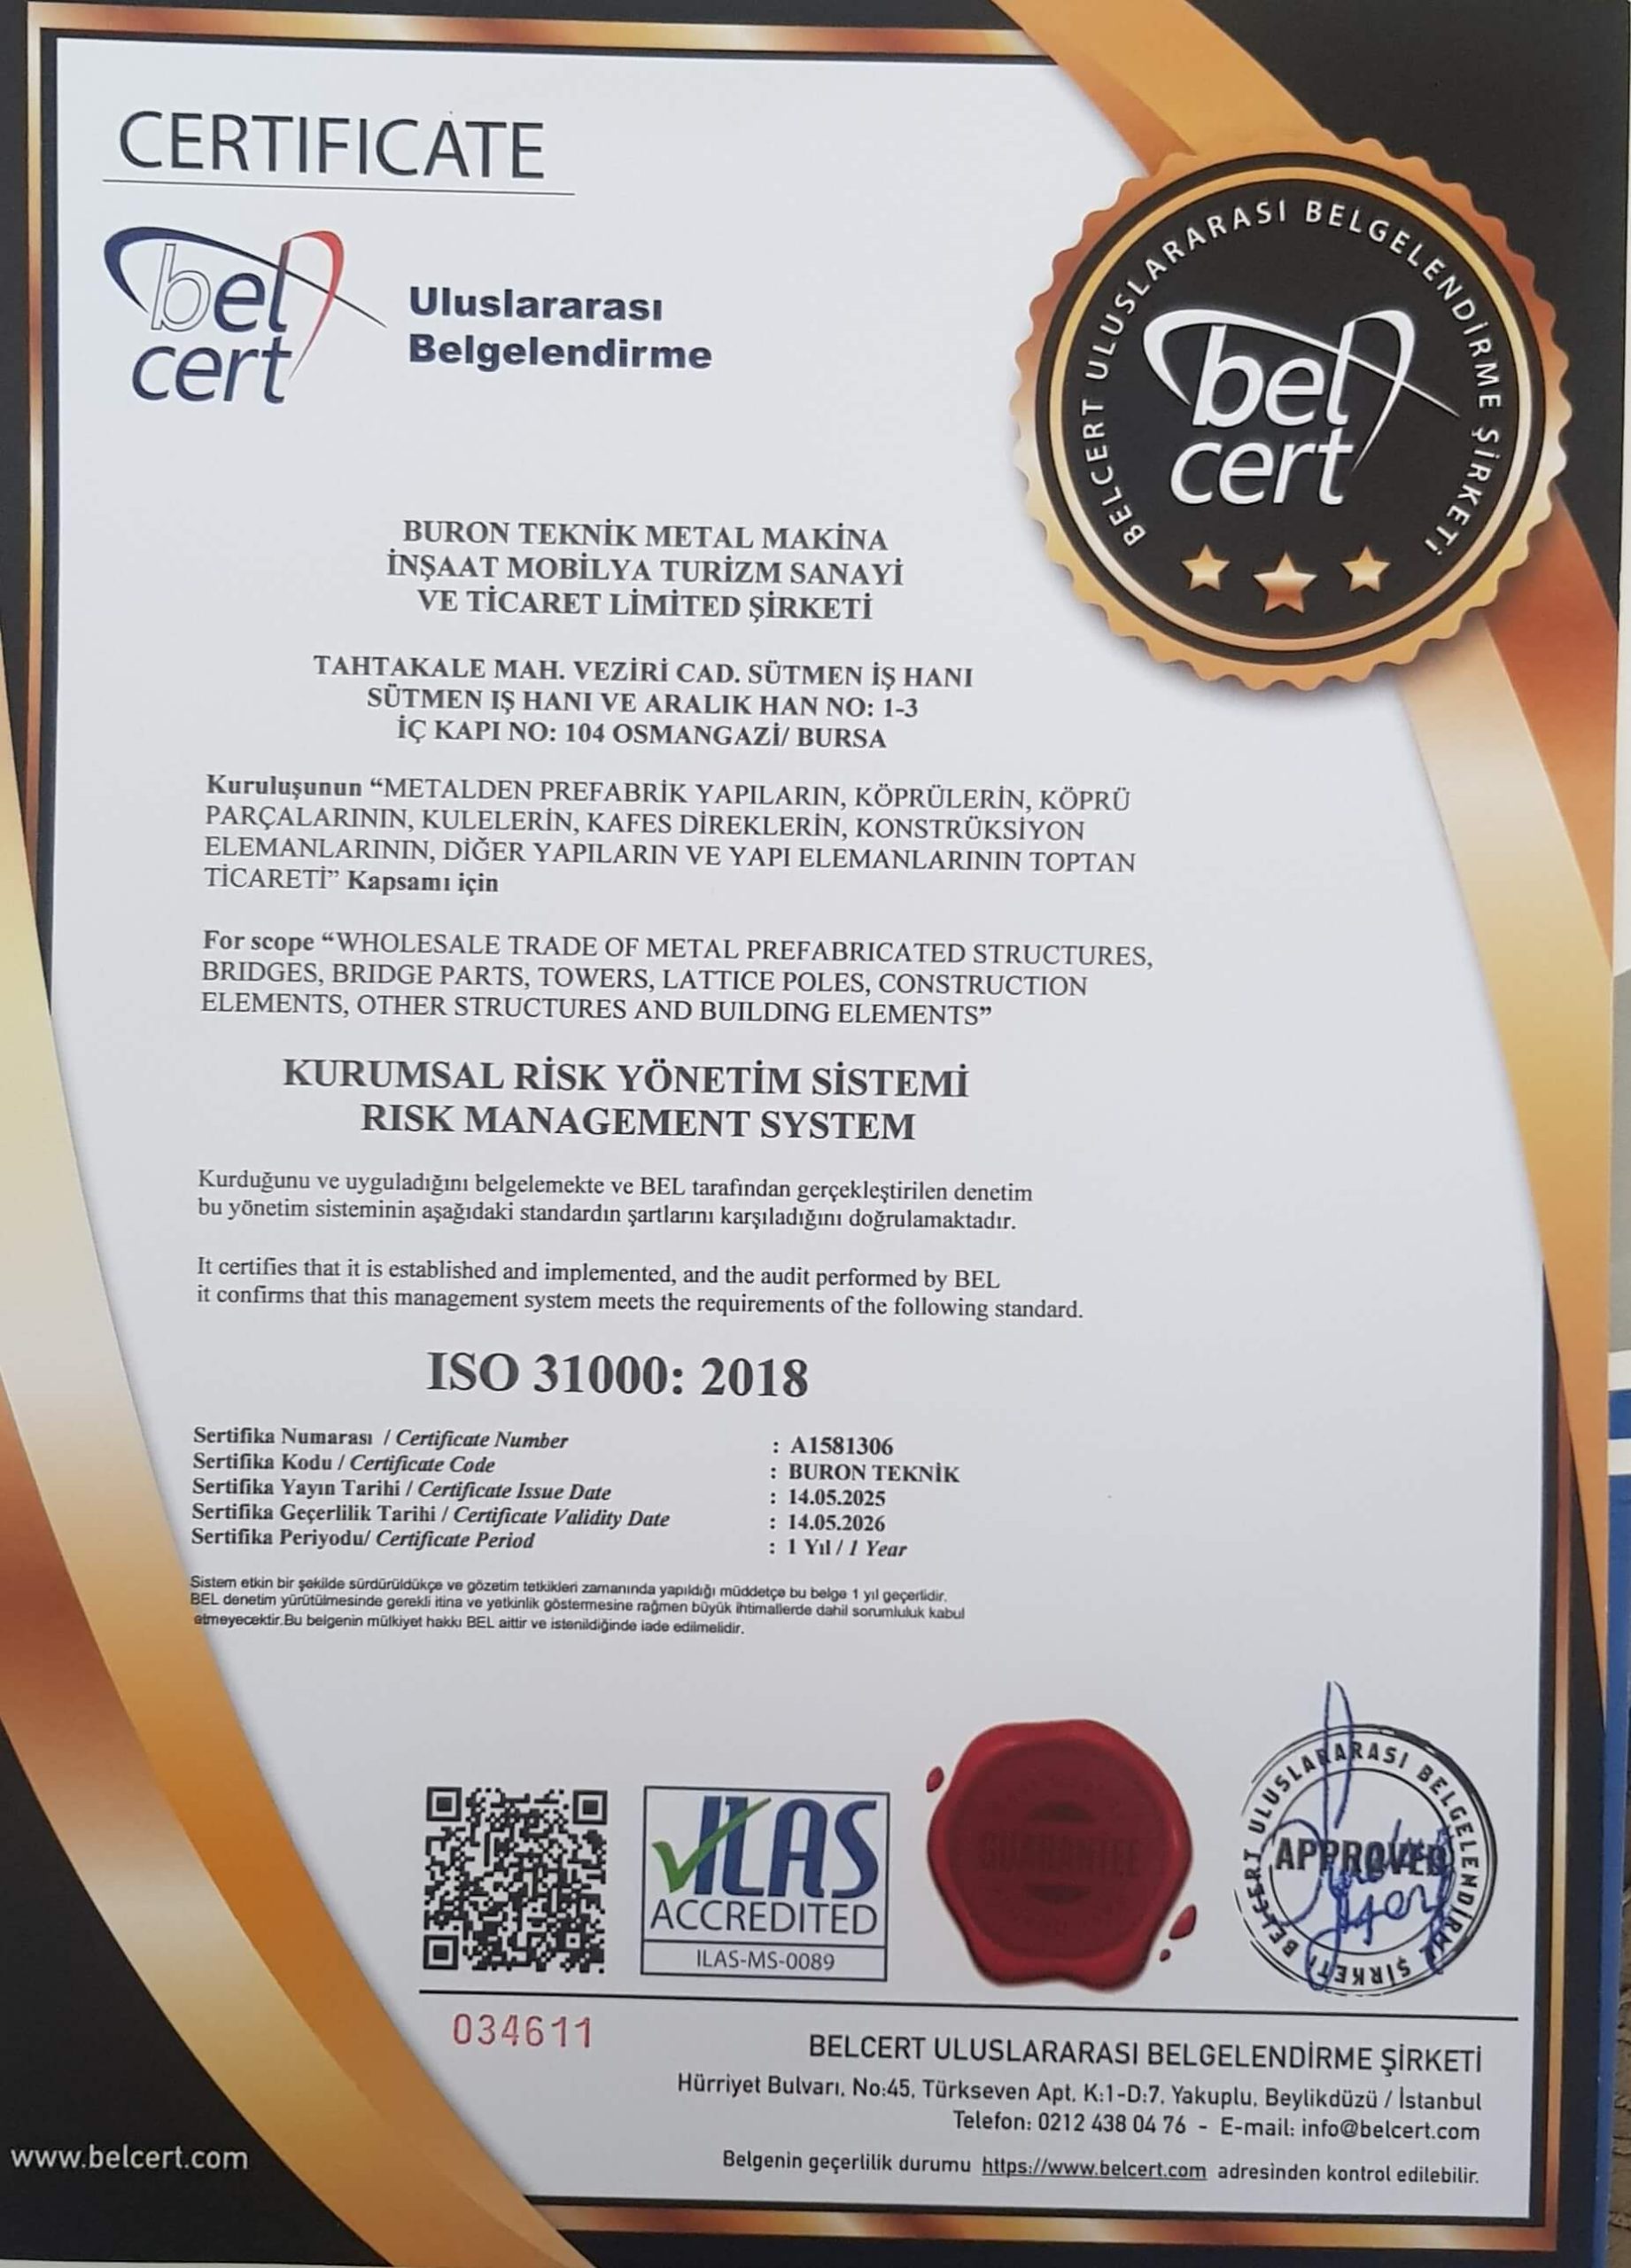 CERTIFICATE
bel
cert
Uluslararası
Belgelendirme
BELCERT ULUSLARARASI BELGELENDİRME ŞİRKETİ
bel
cert
BURON TEKNİK METAL MAKİNA
İNŞAAT MOBİLYA TURİZM SANAYİ
VE TİCARET LİMİTED ŞİRKETİ
TAHTAKALE MAH. VEZİRİ CAD. SÜTMEN İŞ HANI
SÜTMEN IŞ HANI VE ARALIK HAN NO: 1-3
İÇ KAPI NO: 104 OSMANGAZİ/ BURSA
Kuruluşunun “METALDEN PREFABRİK YAPILARIN, KÖPRÜLERİN, KÖPRÜ
PARÇALARININ, KULELERİN, KAFES DİREKLERİN, KONSTRÜKSİYON
ELEMANLARININ, DİĞER YAPILARIN VE YAPI ELEMANLARININ TOPTAN
TİCARETİ” Kapsamı için
For scope “WHOLESALE TRADE OF METAL PREFABRICATED STRUCTURES,
BRIDGES, BRIDGE PARTS, TOWERS, LATTICE POLES, CONSTRUCTION
ELEMENTS, OTHER STRUCTURES AND BUILDING ELEMENTS”
KURUMSAL RİSK YÖNETİM SİSTEMİ
RISK MANAGEMENT SYSTEM
Kurduğunu ve uyguladığını belgelemekte ve BEL tarafından gerçekleştirilen denetim
bu yönetim sisteminin aşağıdaki standardın şartlarını karşıladığını doğrulamaktadır.
It certifies that it is established and implemented, and the audit performed by BEL
it confirms that this management system meets the requirements of the following standard.
ISO 31000: 2018
Sertifika Numarası / Certificate Number : A1581306
Sertifika Kodu / Certificate Code : BURON TEKNİK
Sertifika Yayın Tarihi / Certificate Issue Date : 14.05.2025
Sertifika Geçerlilik Tarihi / Certificate Validity Date : 14.05.2026
Sertifika Periyodu/ Certificate Period : 1 Yıl / 1 Year
Sistem etkin bir şekilde sürdürüldükçe ve gözetim tetkikleri zamanında yapıldığı müddetçe bu belge 1 yıl geçerlidir.
BEL denetim yürütülmesinde gerekli itina ve yetkinlik göstermesine rağmen büyük ihtimallerde dahil sorumluluk kabul
etmeyecektir.Bu belgenin mülkiyet hakkı BEL aittir ve istenildiğinde iade edilmelidir.
ILAS
ACCREDITED
ILAS-MS-0089
GUARANTEE
BELCERT ULUSLARARASI BELGELENDİRME ŞİRKETİ
APPROVED
034611
BELCERT ULUSLARARASI BELGELENDİRME ŞİRKETİ
Hürriyet Bulvarı, No:45, Türkseven Apt. K:1-D:7, Yakuplu, Beylikdüzü / İstanbul
Telefon: 0212 438 04 76 - E-mail: info@belcert.com
www.belcert.com
Belgenin geçerlilik durumu https://www.belcert.com adresinden kontrol edilebilir.